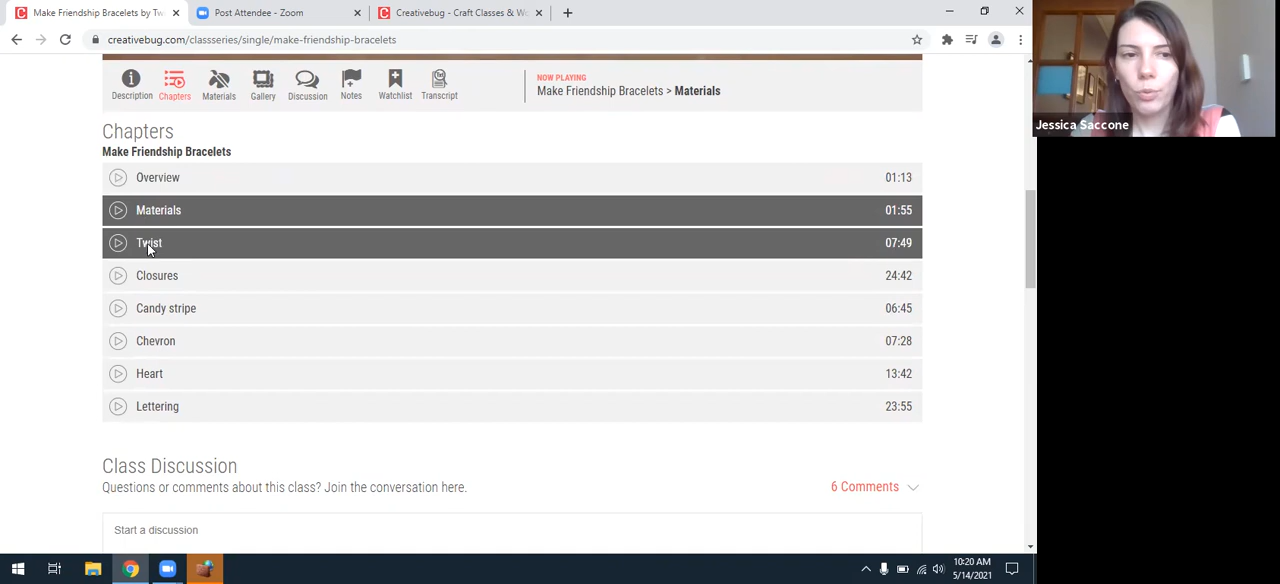 Make Friendship Bracelets by Tw
Post Attendee - Zoom
Creativebug - Craft Classes & Wo
creativebug.com/classseries/single/make-friendship-bracelets
Description
Chapters
Materials
Gallery
Discussion
Notes
Watchlist
Transcript
NOW PLAYING
Make Friendship Bracelets > Materials
Jessica Saccone
Chapters
Make Friendship Bracelets
Overview 01:13
Materials 01:55
Twist 07:49
Closures 24:42
Candy stripe 06:45
Chevron 07:28
Heart 13:42
Lettering 23:55
Class Discussion
Questions or comments about this class? Join the conversation here.
6 Comments
Start a discussion
10:20 AM
5/14/2021